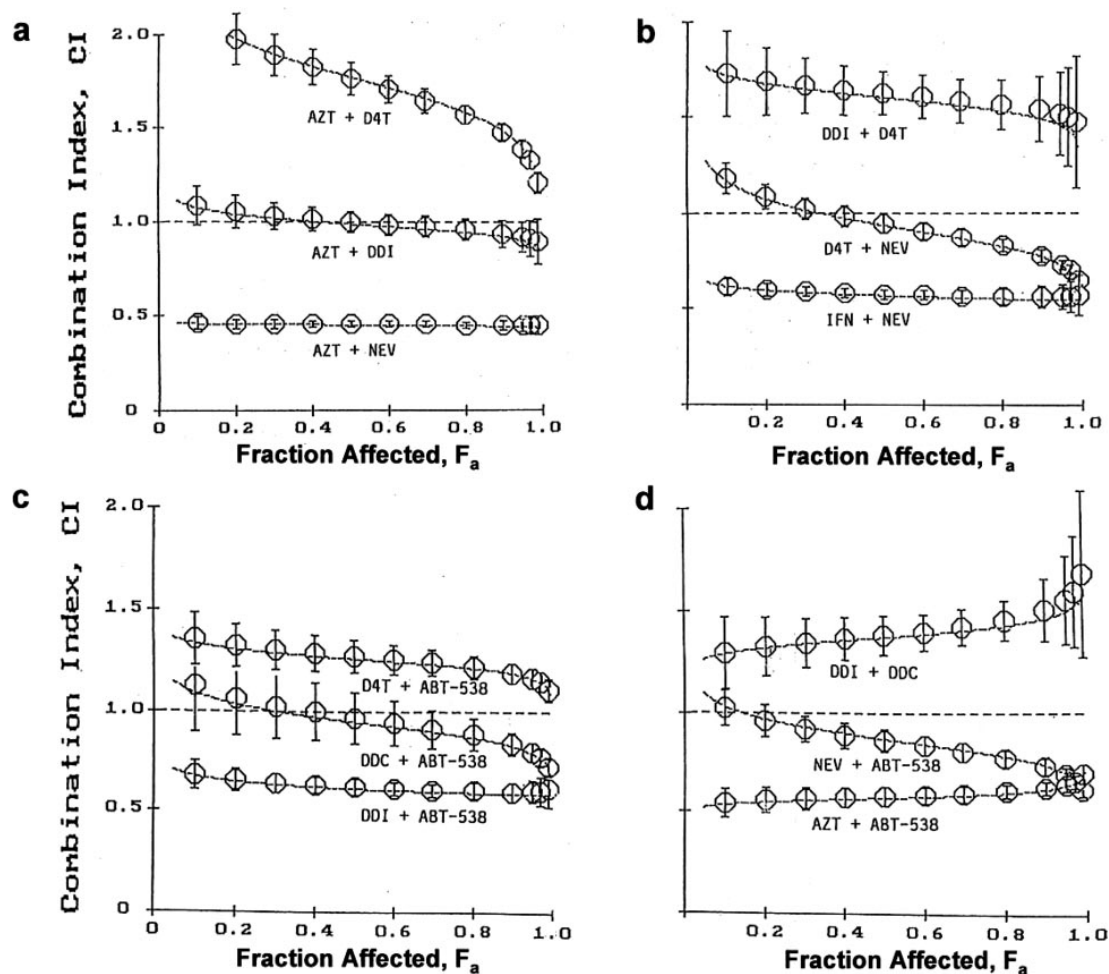 a
Combination Index, CI
2.0
1.5
1.0
0.5
0
AZT + D4T
AZT + DDI
AZT + NEV
0 0.2 0.4 0.6 0.8 1.0
Fraction Affected, Fa
b
DDI + D4T
D4T + NEV
IFN + NEV
0.2 0.4 0.6 0.8 1.0
Fraction Affected, Fa
c
Combination Index, CI
2.0
1.5
1.0
0.5
0
D4T + ABT-538
DDC + ABT-538
DDI + ABT-538
0 0.2 0.4 0.6 0.8 1.0
Fraction Affected, Fa
d
DDI + DDC
NEV + ABT-538
AZT + ABT-538
0.2 0.4 0.6 0.8 1.0
Fraction Affected, Fa